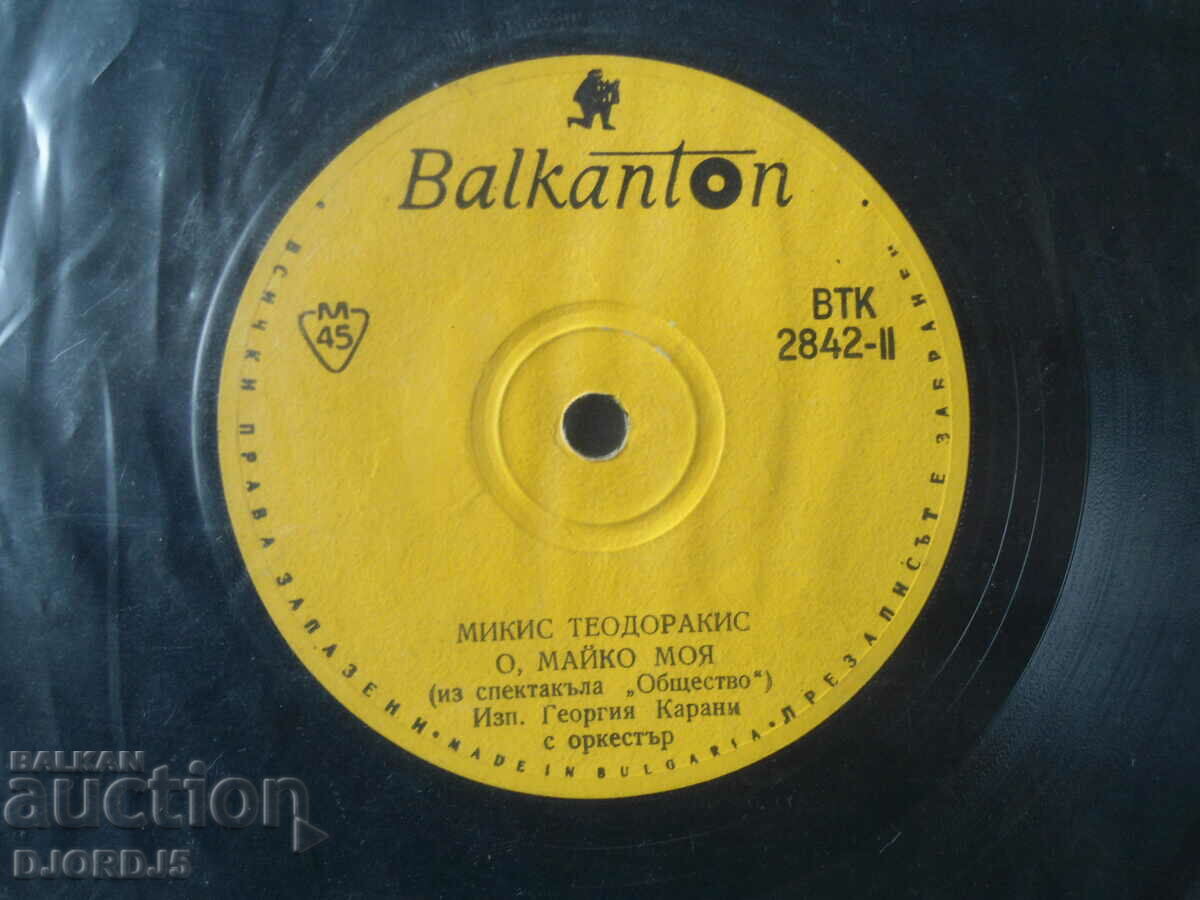 Balkanton
M
45
ВТК
2842-II
МИКИС ТЕОДОРАКИС
О, МАЙКО МОЯ
(из спектакъла „Общество“)
Изп. Георгия Карани
с оркестър
ВСИЧКИ ПРАВА ЗАПАЗЕНИ • MADE IN BULGARIA • ПРЕЗАПИСЪТ Е ЗАБРАНЕН
BALKAN
auction
DJORDJ5